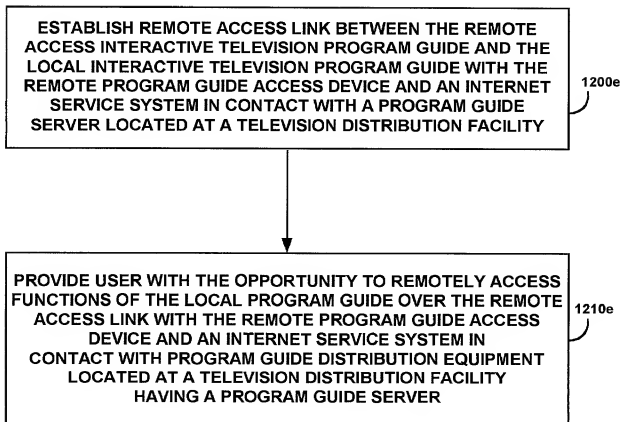 ESTABLISH REMOTE ACCESS LINK BETWEEN THE REMOTE
ACCESS INTERACTIVE TELEVISION PROGRAM GUIDE AND THE
LOCAL INTERACTIVE TELEVISION PROGRAM GUIDE WITH THE
REMOTE PROGRAM GUIDE ACCESS DEVICE AND AN INTERNET
SERVICE SYSTEM IN CONTACT WITH A PROGRAM GUIDE
SERVER LOCATED AT A TELEVISION DISTRIBUTION FACILITY
1200e
PROVIDE USER WITH THE OPPORTUNITY TO REMOTELY ACCESS
FUNCTIONS OF THE LOCAL PROGRAM GUIDE OVER THE REMOTE
ACCESS LINK WITH THE REMOTE PROGRAM GUIDE ACCESS
DEVICE AND AN INTERNET SERVICE SYSTEM IN
CONTACT WITH PROGRAM GUIDE DISTRIBUTION EQUIPMENT
LOCATED AT A TELEVISION DISTRIBUTION FACILITY
HAVING A PROGRAM GUIDE SERVER
1210e